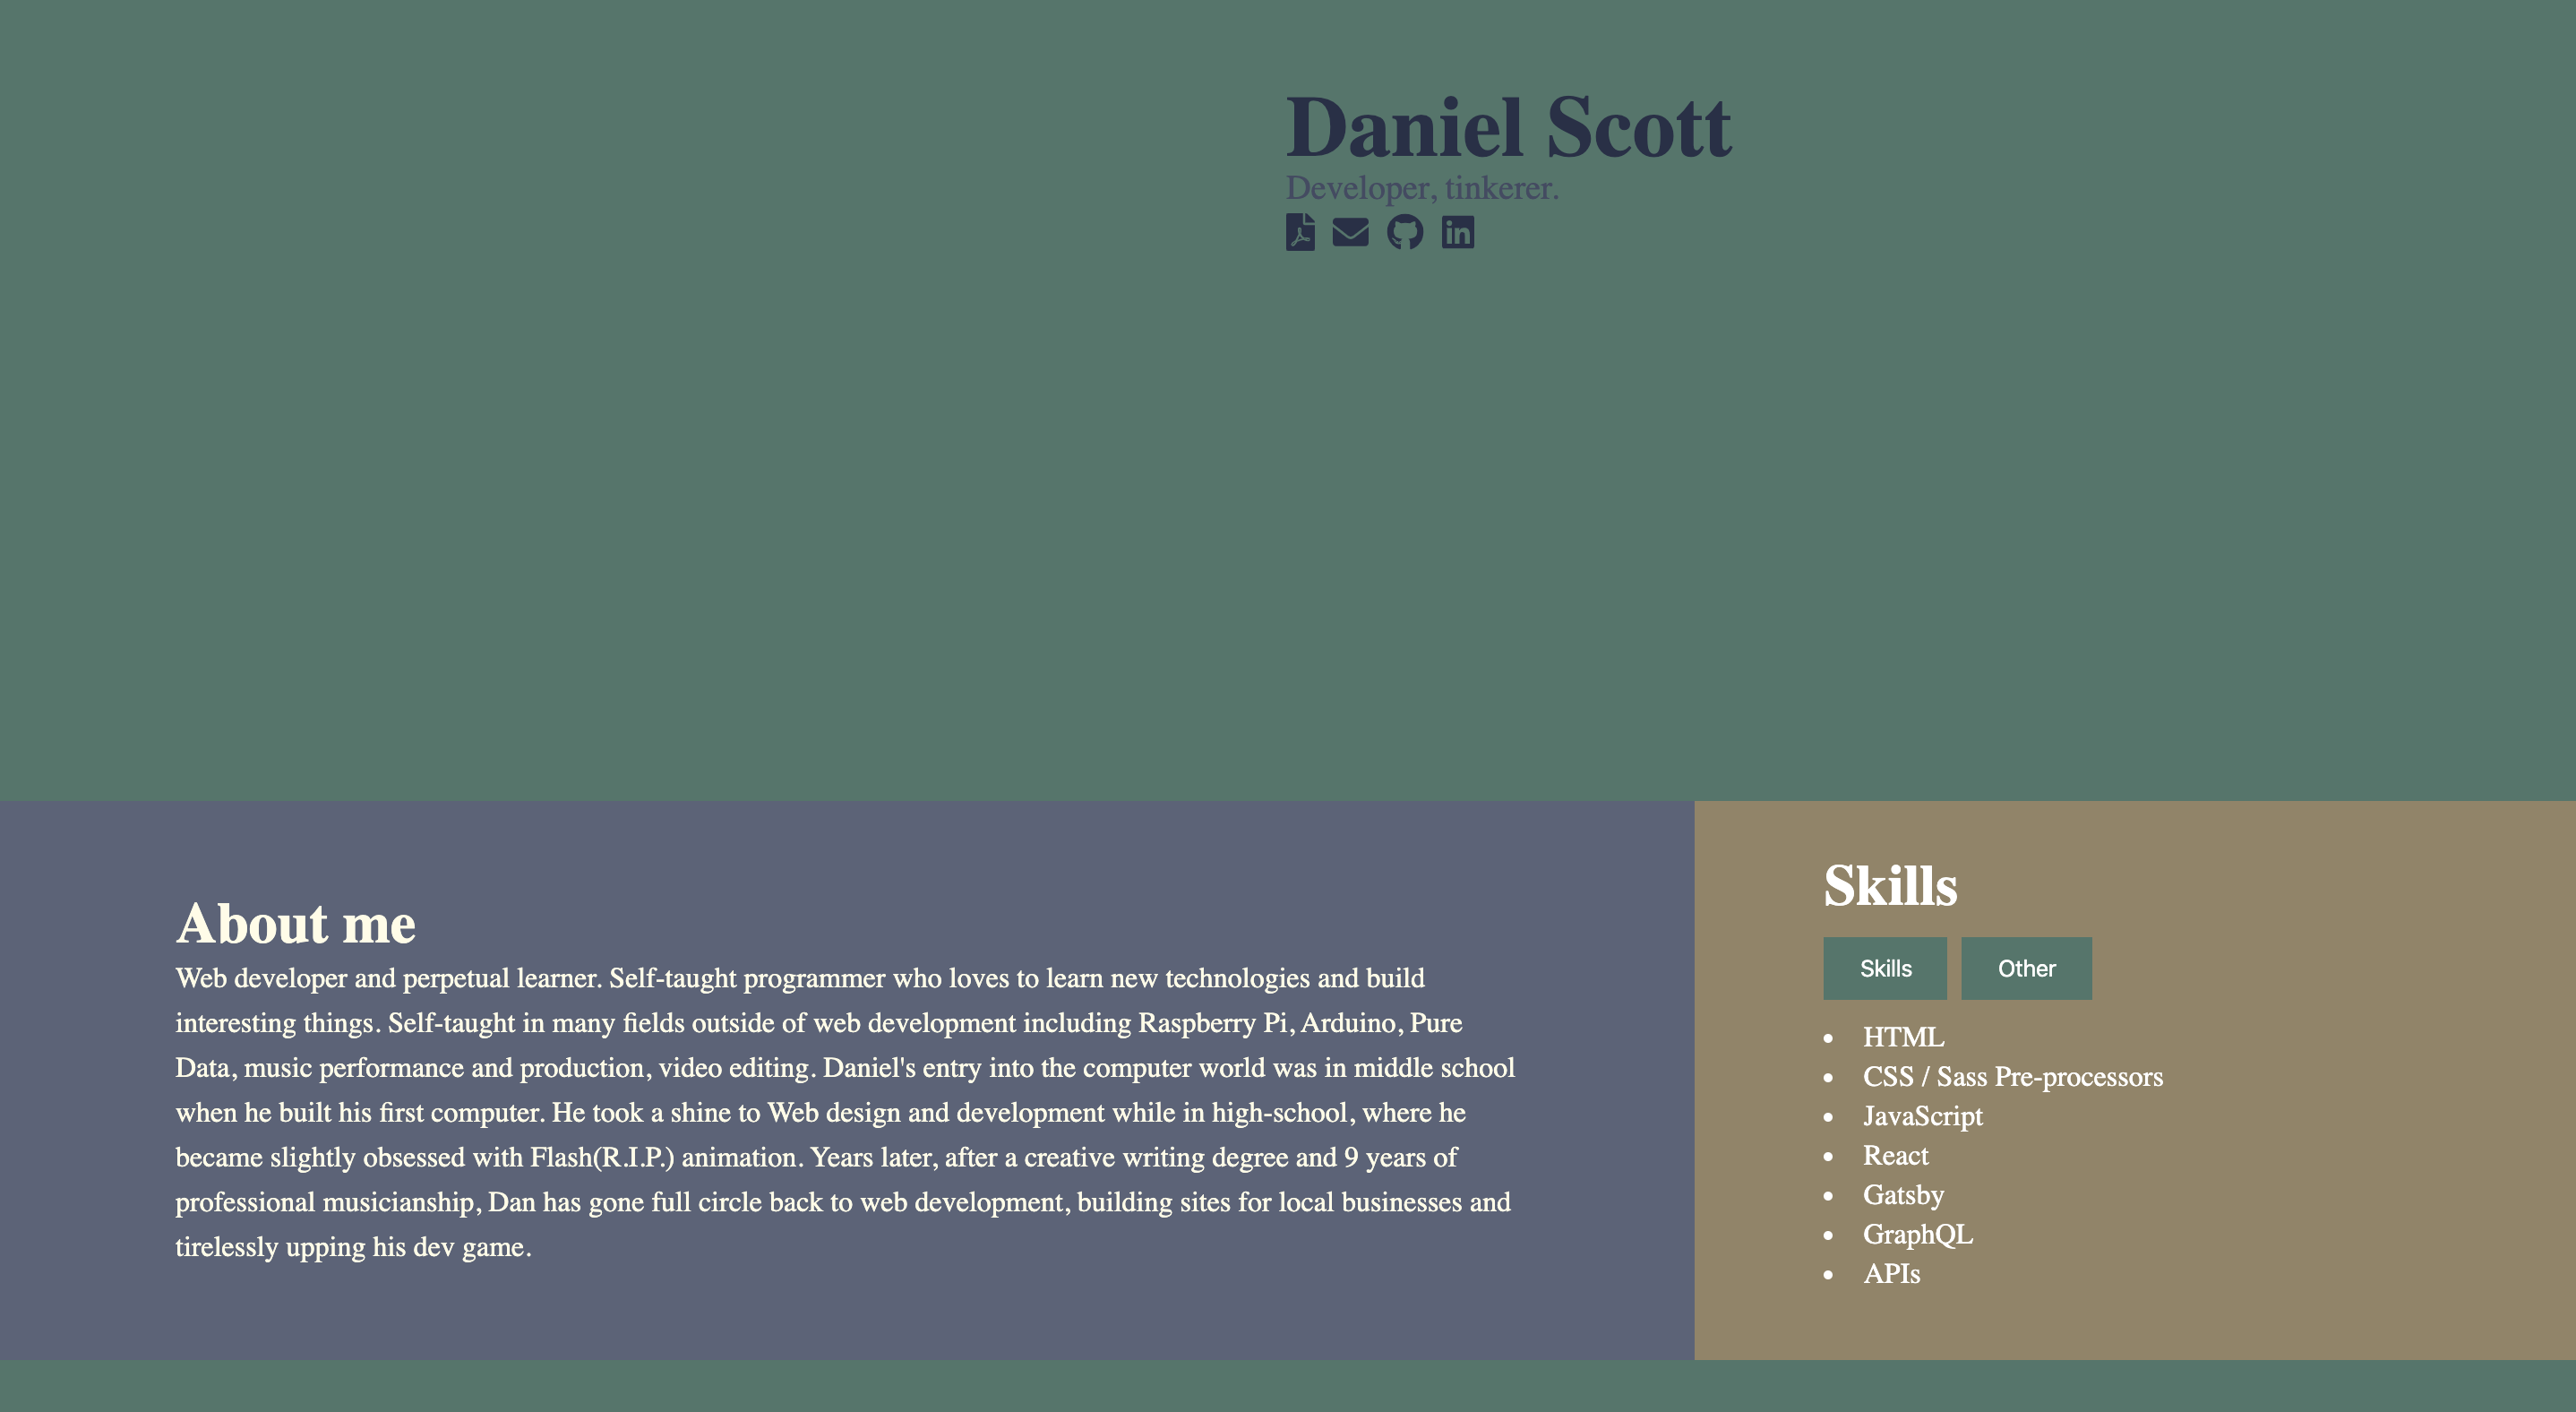 Daniel Scott
Developer, tinkerer.
About me
Web developer and perpetual learner. Self-taught programmer who loves to learn new technologies and build
interesting things. Self-taught in many fields outside of web development including Raspberry Pi, Arduino, Pure
Data, music performance and production, video editing. Daniel's entry into the computer world was in middle school
when he built his first computer. He took a shine to Web design and development while in high-school, where he
became slightly obsessed with Flash(R.I.P.) animation. Years later, after a creative writing degree and 9 years of
professional musicianship, Dan has gone full circle back to web development, building sites for local businesses and
tirelessly upping his dev game.
Skills
Skills Other
HTML
CSS / Sass Pre-processors
JavaScript
React
Gatsby
GraphQL
APIs